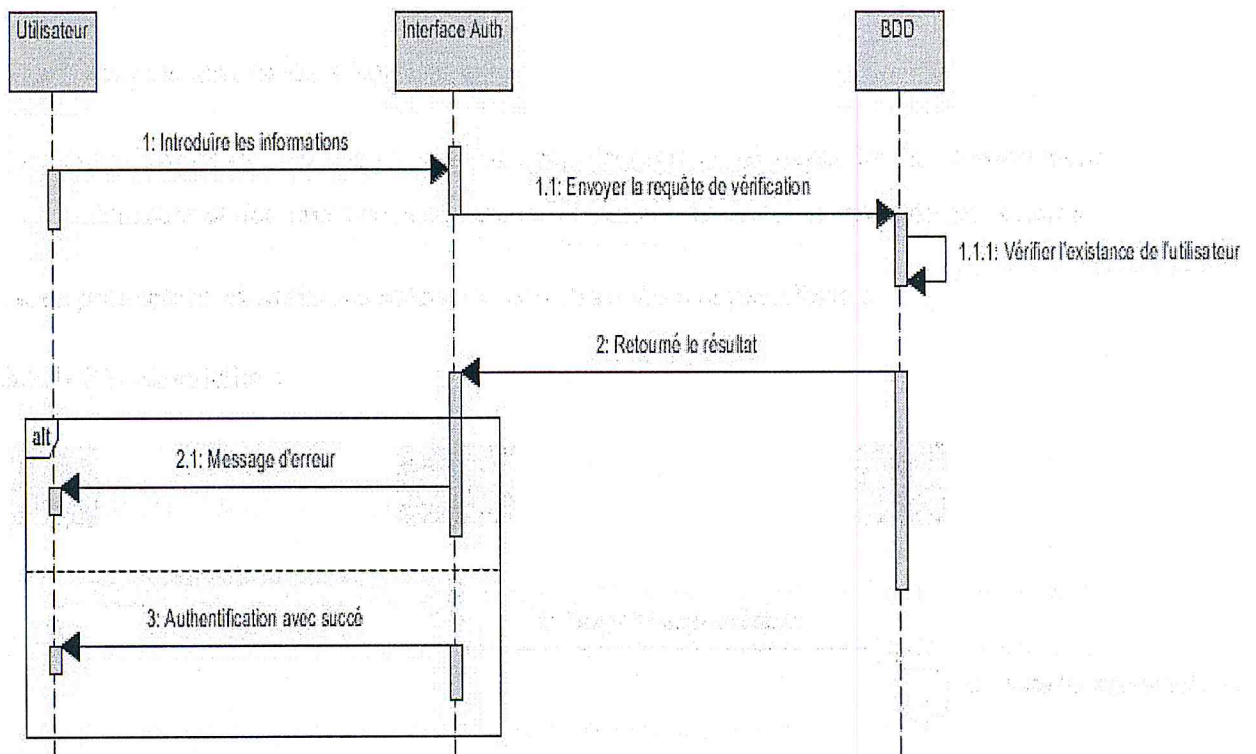 Utilisateur
Interface Auth
BDD
1: Introduire les informations
1.1: Envoyer la requête de vérification
1.1.1: Vérifier l'existance de l'utilisateur
2: Retourné le résultat
alt
2.1: Message d'erreur
3: Authentification avec succé